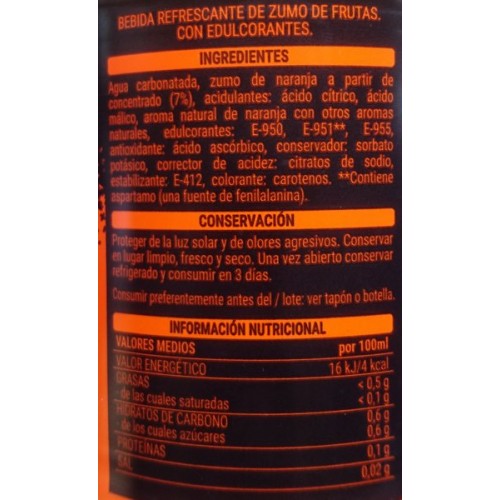 BEBIDA REFRESCANTE DE ZUMO DE FRUTAS.
CON EDULCORANTES.
INGREDIENTES
Agua carbonatada, zumo de naranja a partir de
concentrado (7%), acidulantes: ácido cítrico, ácido
málico, aroma natural de naranja con otros aromas
naturales, edulcorantes: E-950, E-951**, E-955,
antioxidante: ácido ascórbico, conservador: sorbato
potásico, corrector de acidez: citratos de sodio,
estabilizante: E-412, colorante: carotenos. **Contiene
aspartamo (una fuente de fenilalanina).
CONSERVACIÓN
Proteger de la luz solar y de olores agresivos. Conservar
en lugar limpio, fresco y seco. Una vez abierto conservar
refrigerado y consumir en 3 días.
Consumir preferentemente antes del / lote: ver tapón o botella.
INFORMACIÓN NUTRICIONAL
VALORES MEDIOS por 100ml
VALOR ENERGÉTICO 16 kJ/4 kcal
GRASAS < 0,5 g
- de las cuales saturadas < 0,1 g
HIDRATOS DE CARBONO 0,6 g
- de los cuales azúcares 0,6 g
PROTEÍNAS 0,1 g
SAL 0,02 g